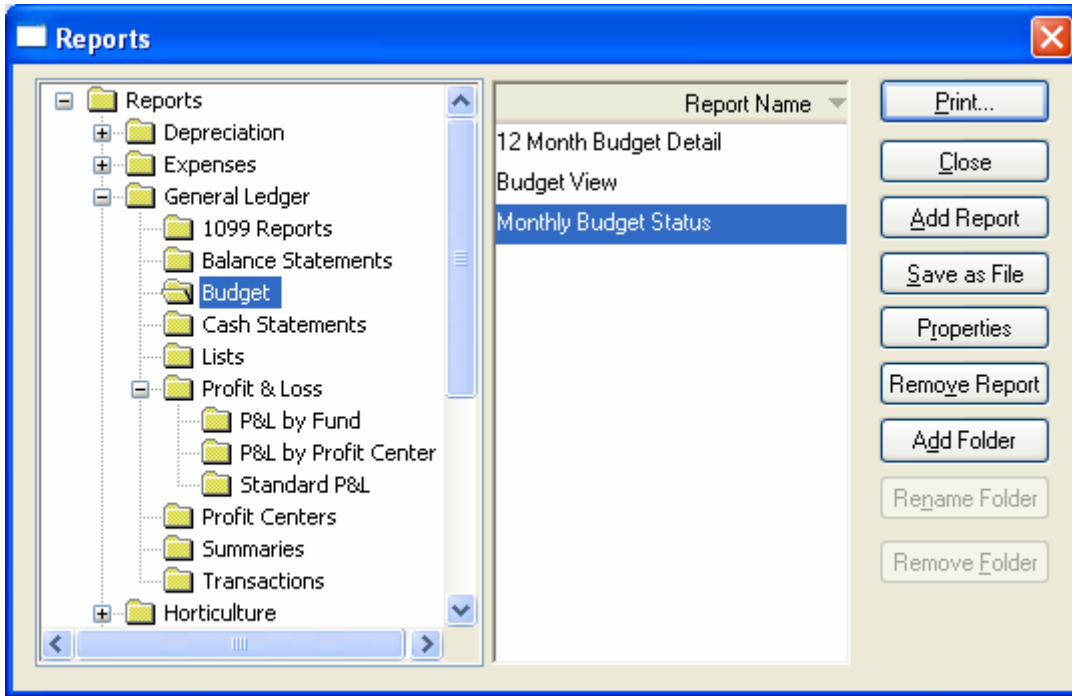 Reports
Reports
Depreciation
Expenses
General Ledger
1099 Reports
Balance Statements
Budget
Cash Statements
Lists
Profit & Loss
P&L by Fund
P&L by Profit Center
Standard P&L
Profit Centers
Summaries
Transactions
Horticulture
Report Name
12 Month Budget Detail
Budget View
Monthly Budget Status
Print...
Close
Add Report
Save as File
Properties
Remove Report
Add Folder
Rename Folder
Remove Folder